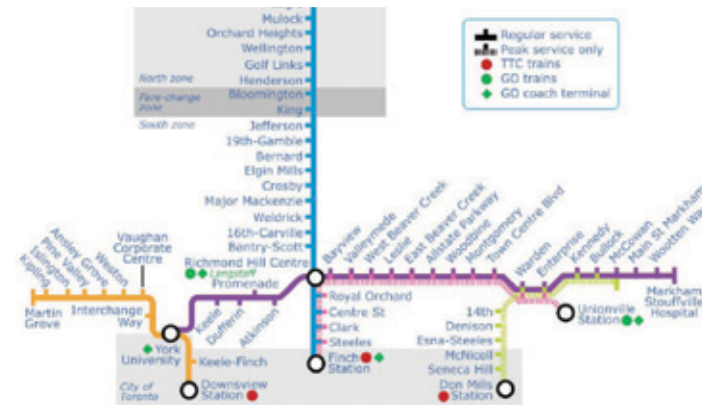 Mulock
Orchard Heights
Wellington
Golf Links
North zone
Henderson
Fare-change
zone
Bloomington
King
South zone
Jefferson
19th-Gamble
Bernard
Elgin Mills
Crosby
Major Mackenzie
Weldrick
16th-Carville
Bantry-Scott
Richmond Hill Centre
Langstaff
Regular service
Peak service only
TTC trains
GO trains
GO coach terminal
Kipling
Islington
Pine Valley
Ansley Grove
Weston
Vaughan
Corporate
Centre
Martin
Grove
Interchange
Way
York
University
Keele-Finch
City of
Toronto
Downsview
Station
Promenade
Keele
Dufferin
Atkinson
Bayview
Valleymede
West Beaver Creek
Leslie
East Beaver Creek
Allstate Parkway
Woodbine
Montgomery
Town Centre Blvd
Warden
Enterprise
Kennedy
Bullock
McCowan
Main St Markham
Wootten Way
Markham
Stouffville
Hospital
Royal Orchard
Centre St
Clark
Steeles
Finch
Station
Unionville
Station
14th
Denison
Esna-Steeles
McNicoll
Seneca Hill
Don Mills
Station